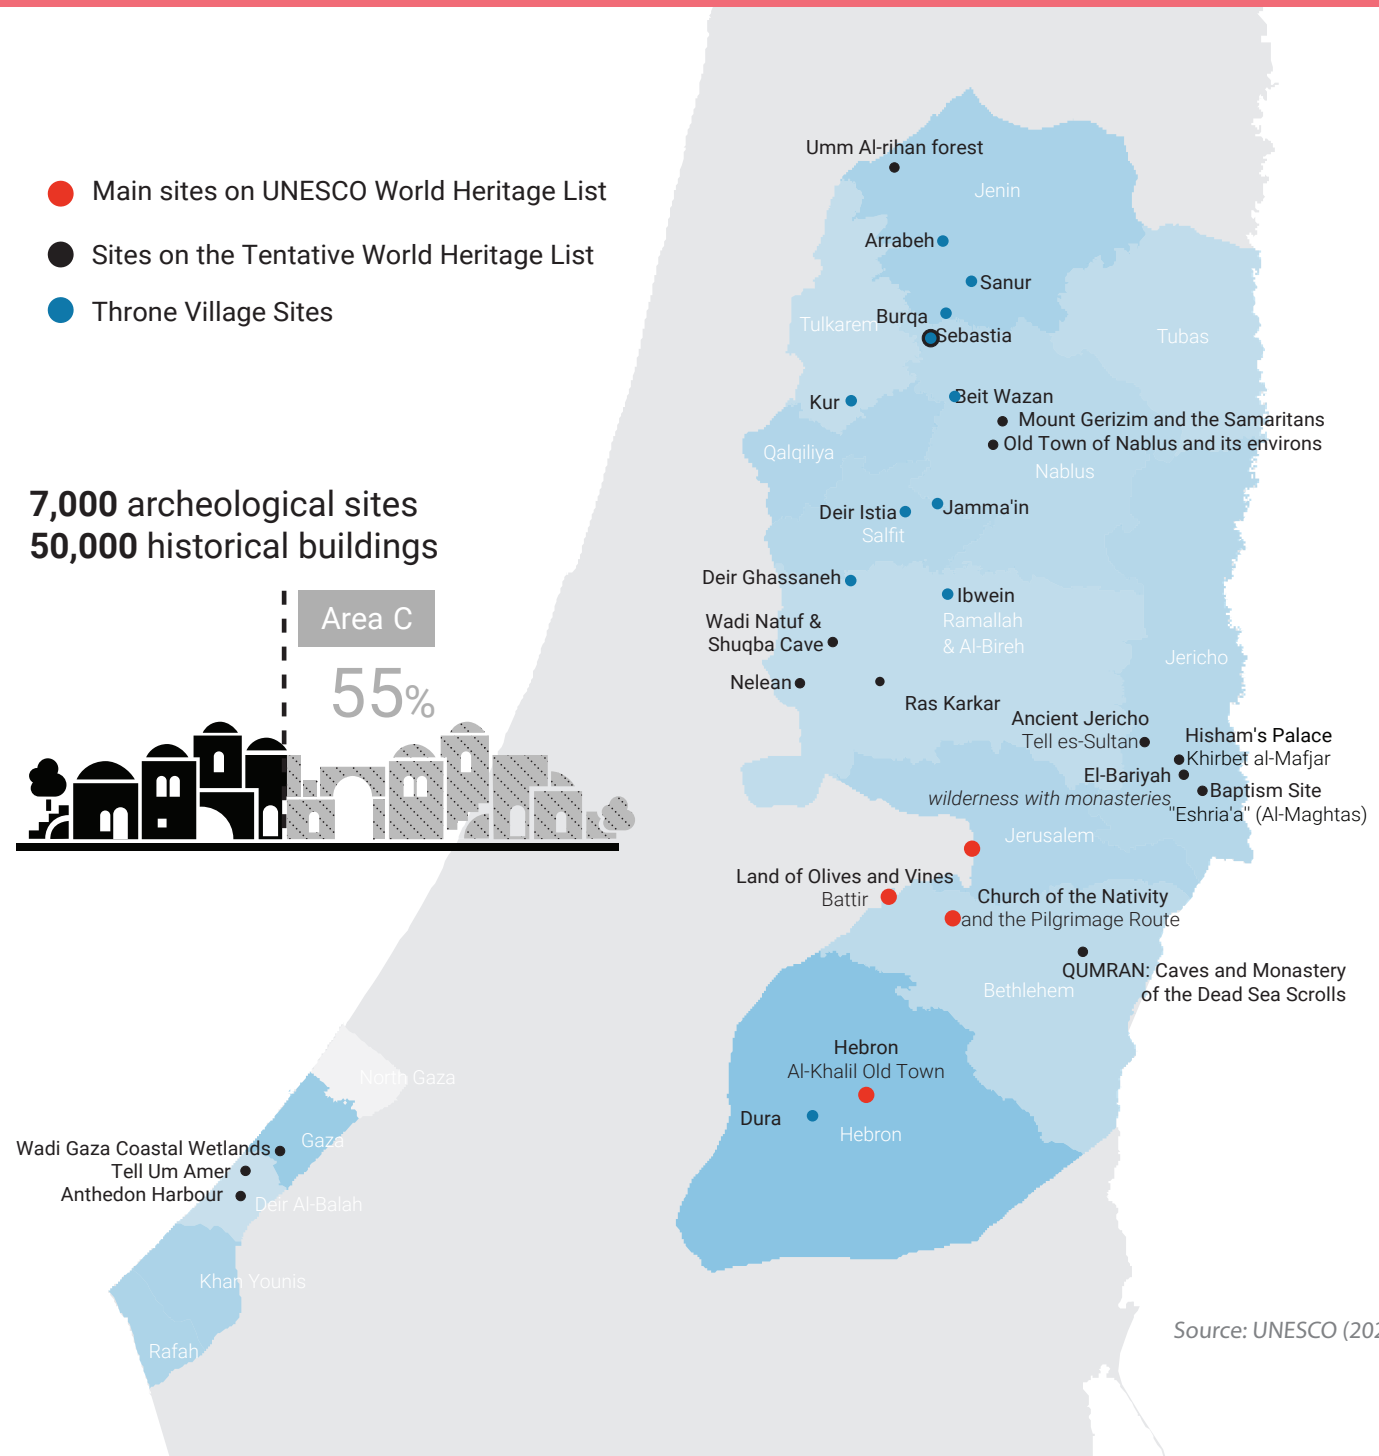 Main sites on UNESCO World Heritage List
Sites on the Tentative World Heritage List
Throne Village Sites
7,000 archeological sites
50,000 historical buildings
Area C
55%
Umm Al-rihan forest
Jenin
Arrabeh
Sanur
Burqa
Tulkarem
Sebastia
Tubas
Kur
Beit Wazan
Mount Gerizim and the Samaritans
Old Town of Nablus and its environs
Qalqiliya
Nablus
Deir Istia
Jamma'in
Salfit
Deir Ghassaneh
Ibwein
Wadi Natuf &
Shuqba Cave
Ramallah
& Al-Bireh
Jericho
Nelean
Ras Karkar
Ancient Jericho
Tell es-Sultan
Hisham's Palace
Khirbet al-Mafjar
El-Bariyah
wilderness with monasteries
Baptism Site
"Eshria'a" (Al-Maghtas)
Jerusalem
Land of Olives and Vines
Battir
Church of the Nativity
and the Pilgrimage Route
QUMRAN: Caves and Monastery
of the Dead Sea Scrolls
Bethlehem
Hebron
Al-Khalil Old Town
Dura
Hebron
North Gaza
Gaza
Wadi Gaza Coastal Wetlands
Tell Um Amer
Anthedon Harbour
Deir Al-Balah
Khan Younis
Rafah
Source: UNESCO (202